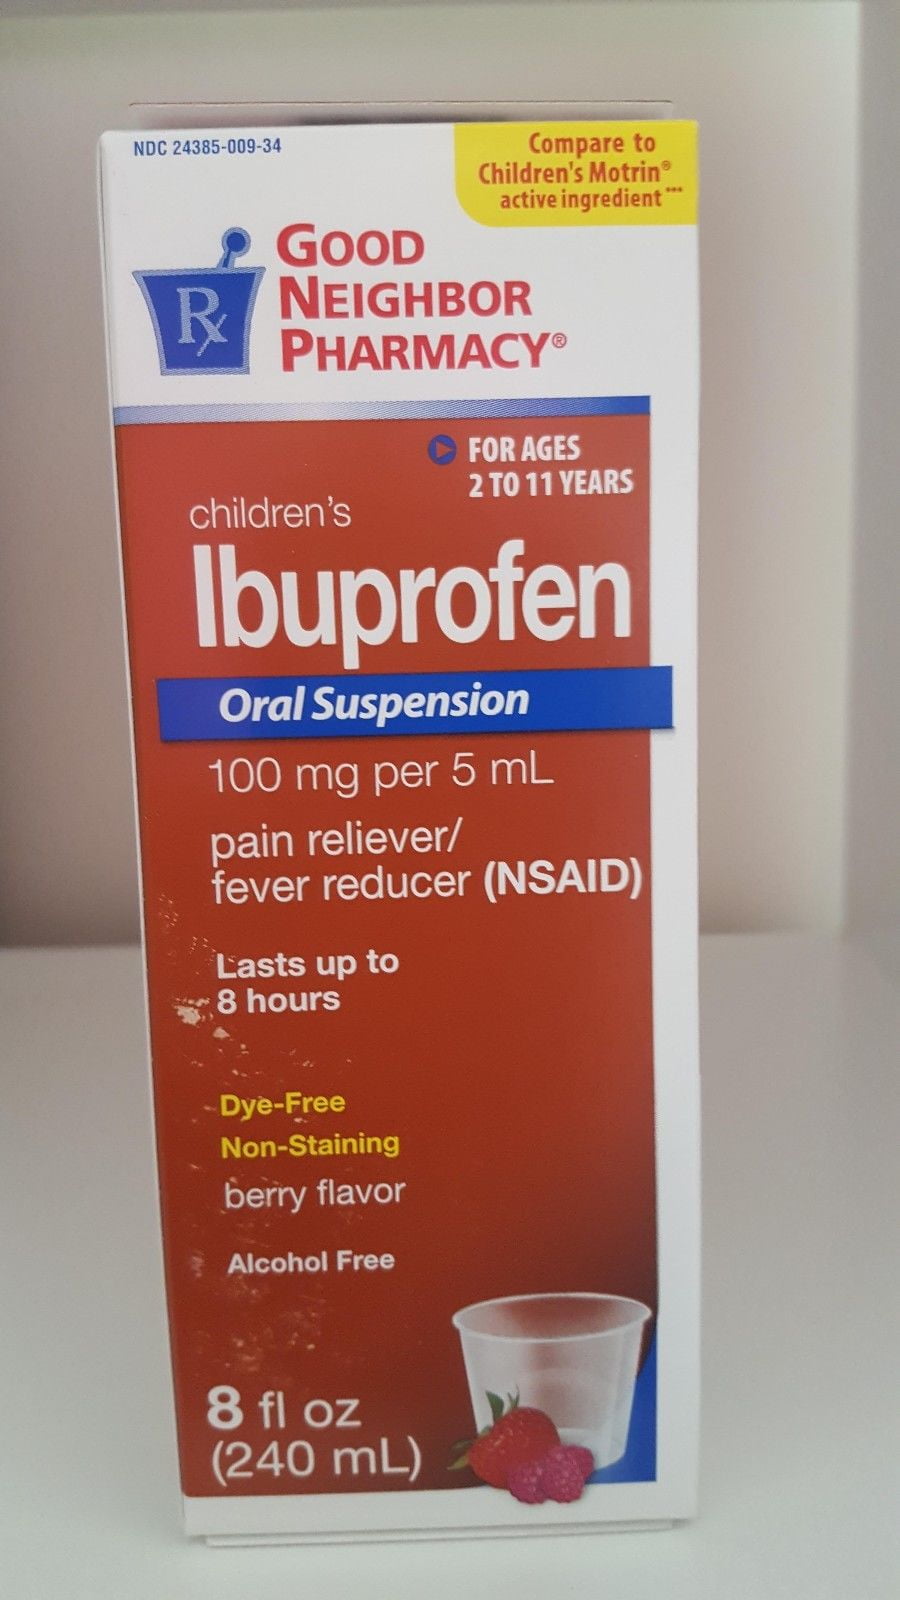 NDC 24385-009-34
Compare to
Children's Motrin®
active ingredient***
Rx
GOOD
NEIGHBOR
PHARMACY®
FOR AGES
2 TO 11 YEARS
children's
Ibuprofen
Oral Suspension
100 mg per 5 mL
pain reliever/
fever reducer (NSAID)
Lasts up to
8 hours
Dye-Free
Non-Staining
berry flavor
Alcohol Free
8 fl oz
(240 mL)